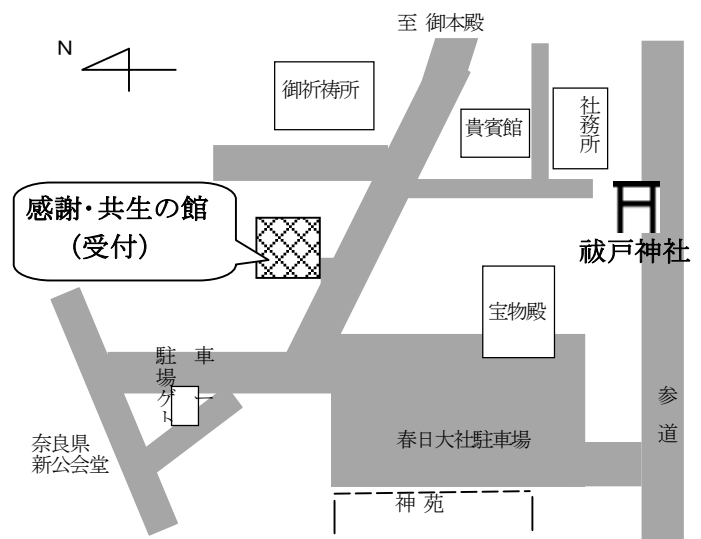 至 御本殿
N
御祈祷所
貴賓館
社務所
感謝・共生の館
（受付）
祓戸神社
宝物殿
駐車場ゲート
参道
奈良県
新公会堂
春日大社駐車場
神苑